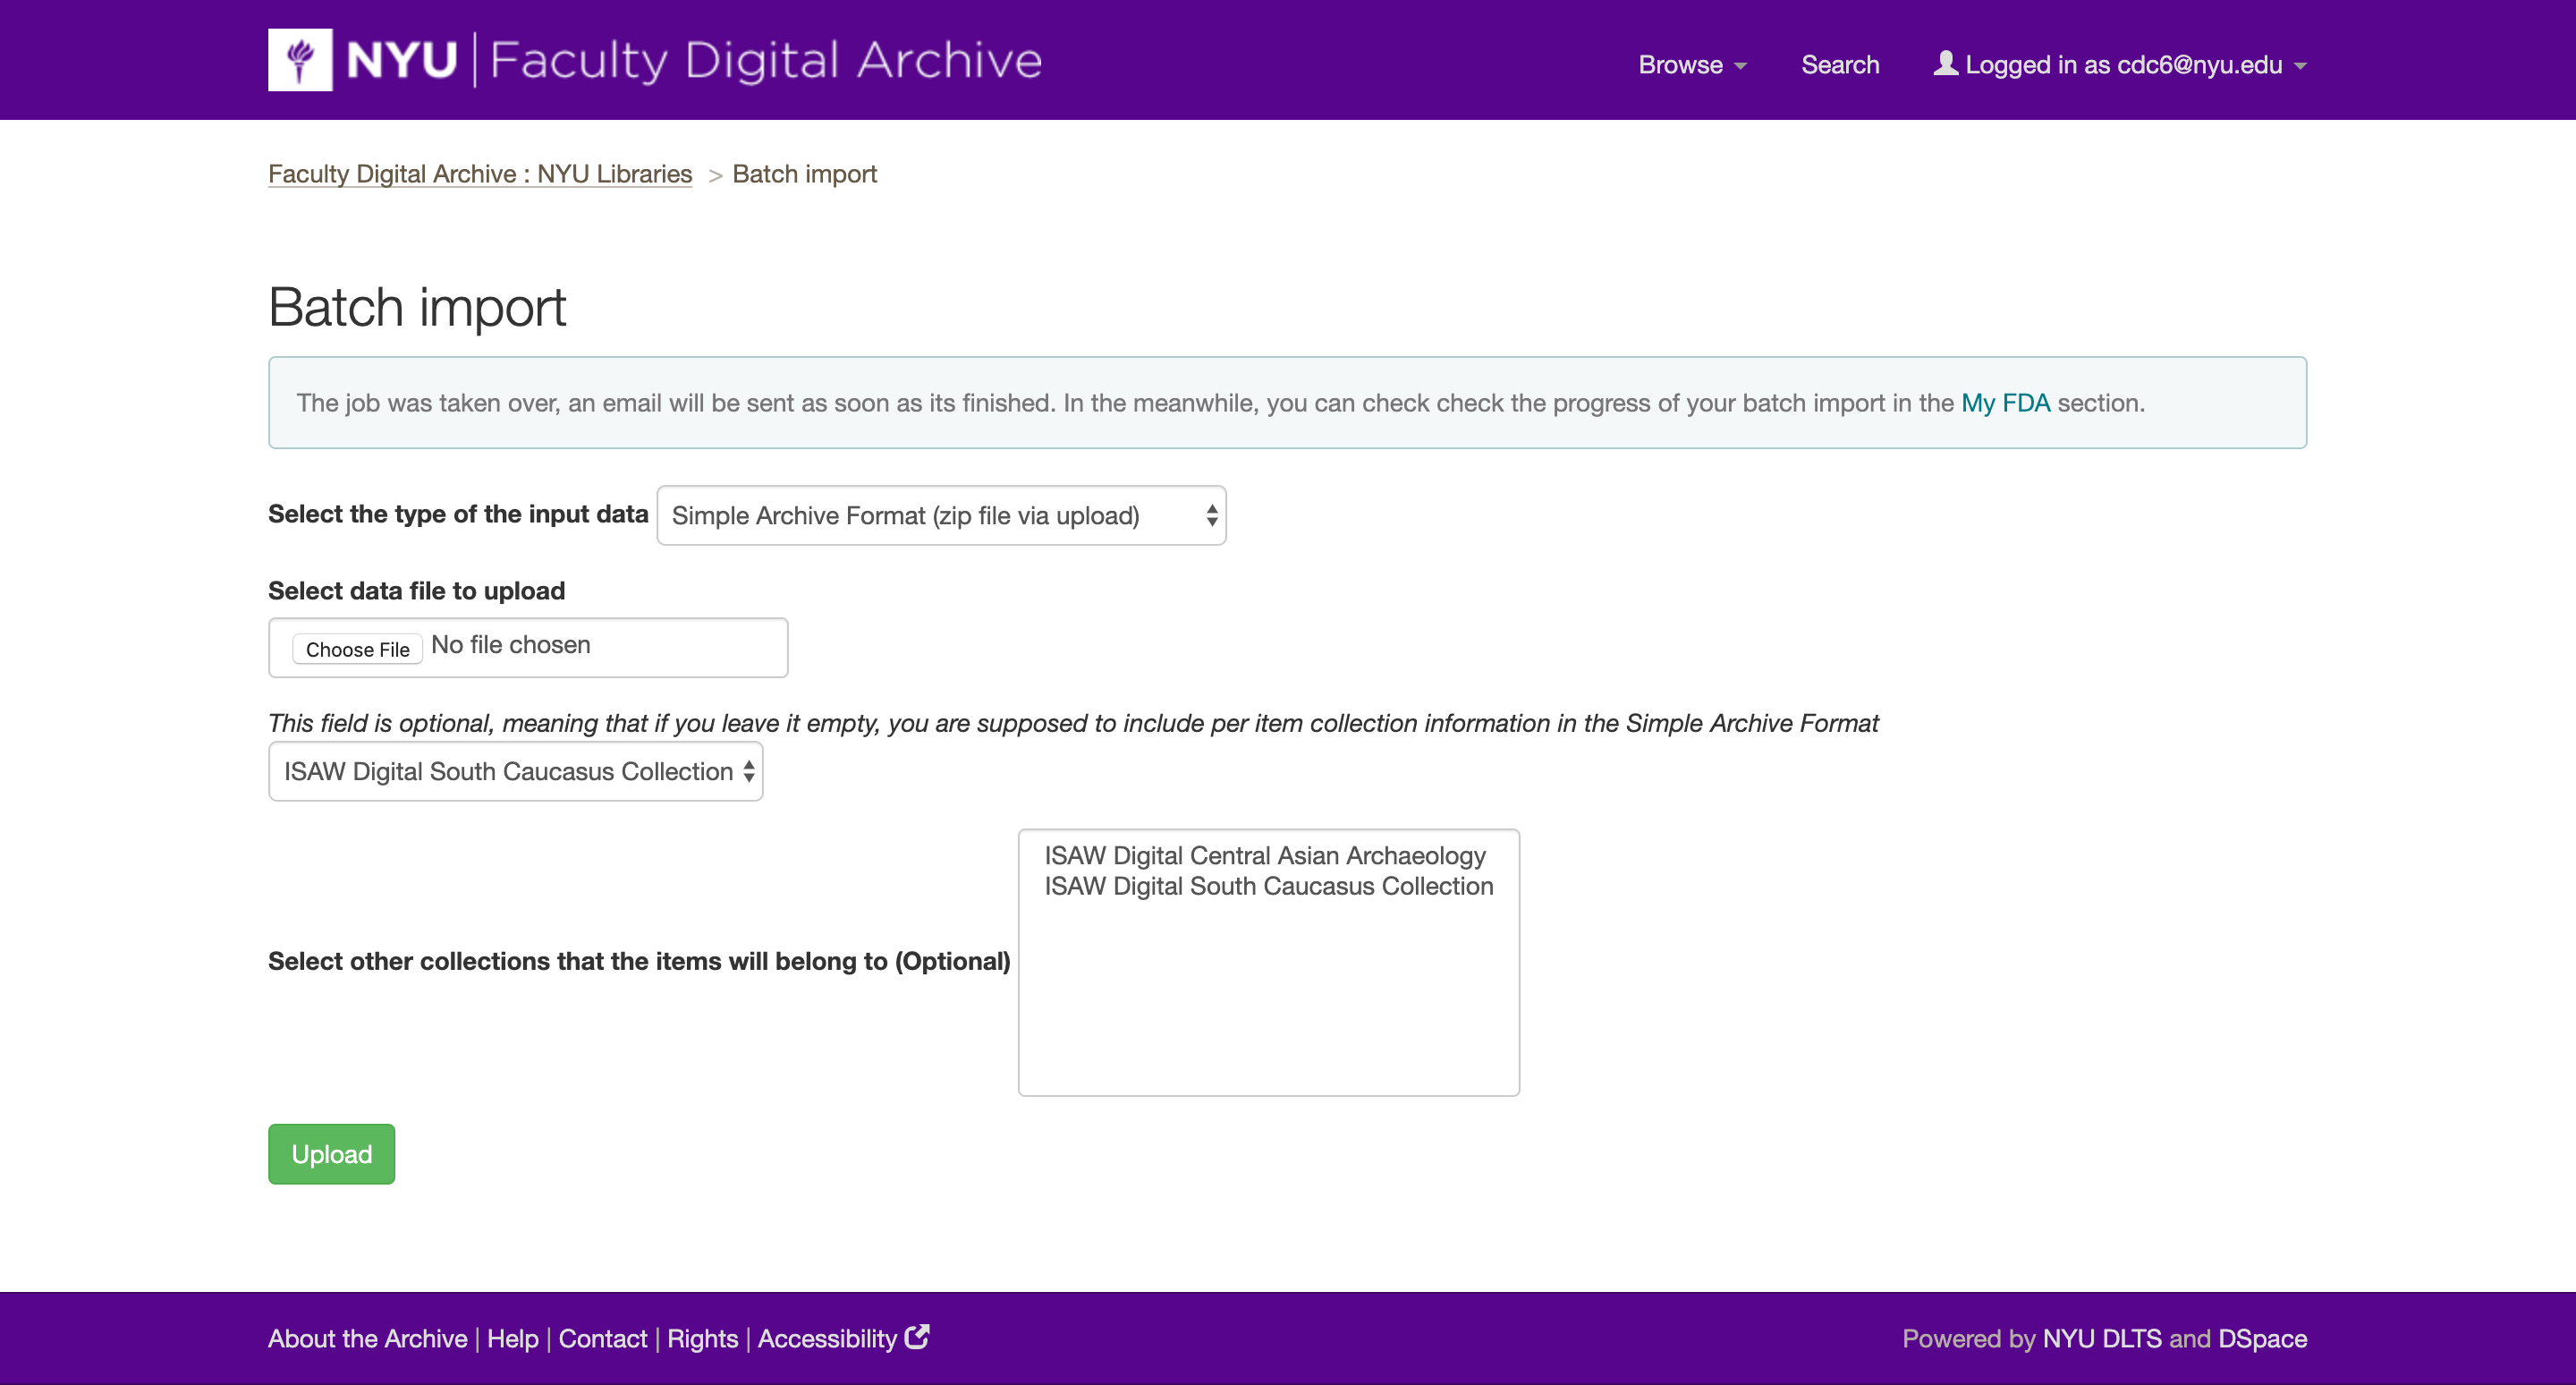 NYU Faculty Digital Archive
Browse Search Logged in as cdc6@nyu.edu
Faculty Digital Archive : NYU Libraries > Batch import
Batch import
The job was taken over, an email will be sent as soon as its finished. In the meanwhile, you can check check the progress of your batch import in the My FDA section.
Select the type of the input data Simple Archive Format (zip file via upload)
Select data file to upload
Choose File No file chosen
This field is optional, meaning that if you leave it empty, you are supposed to include per item collection information in the Simple Archive Format
ISAW Digital South Caucasus Collection
ISAW Digital Central Asian Archaeology
ISAW Digital South Caucasus Collection
Select other collections that the items will belong to (Optional)
Upload
About the Archive | Help | Contact | Rights | Accessibility
Powered by NYU DLTS and DSpace